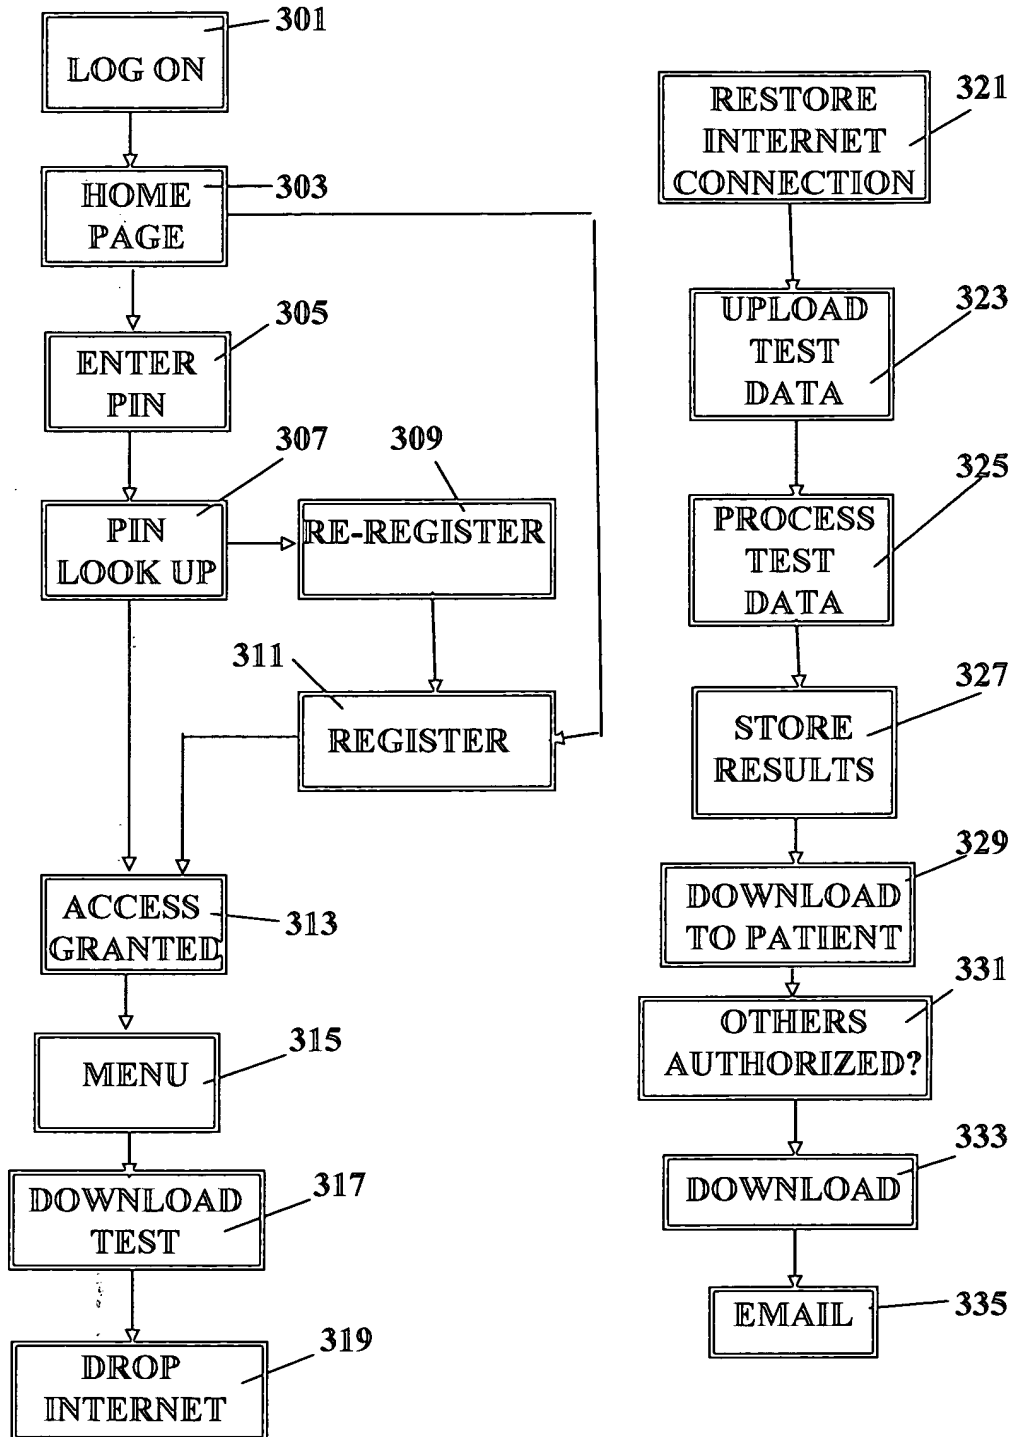 301
LOG ON
303
HOME
PAGE
305
ENTER
PIN
307
PIN
LOOK UP
309
RE-REGISTER
311
REGISTER
ACCESS
GRANTED
313
MENU
315
DOWNLOAD
TEST
317
DROP
INTERNET
319
RESTORE
INTERNET
CONNECTION
321
UPLOAD
TEST
DATA
323
PROCESS
TEST
DATA
325
STORE
RESULTS
327
DOWNLOAD
TO PATIENT
329
OTHERS
AUTHORIZED?
331
DOWNLOAD
333
EMAIL
335